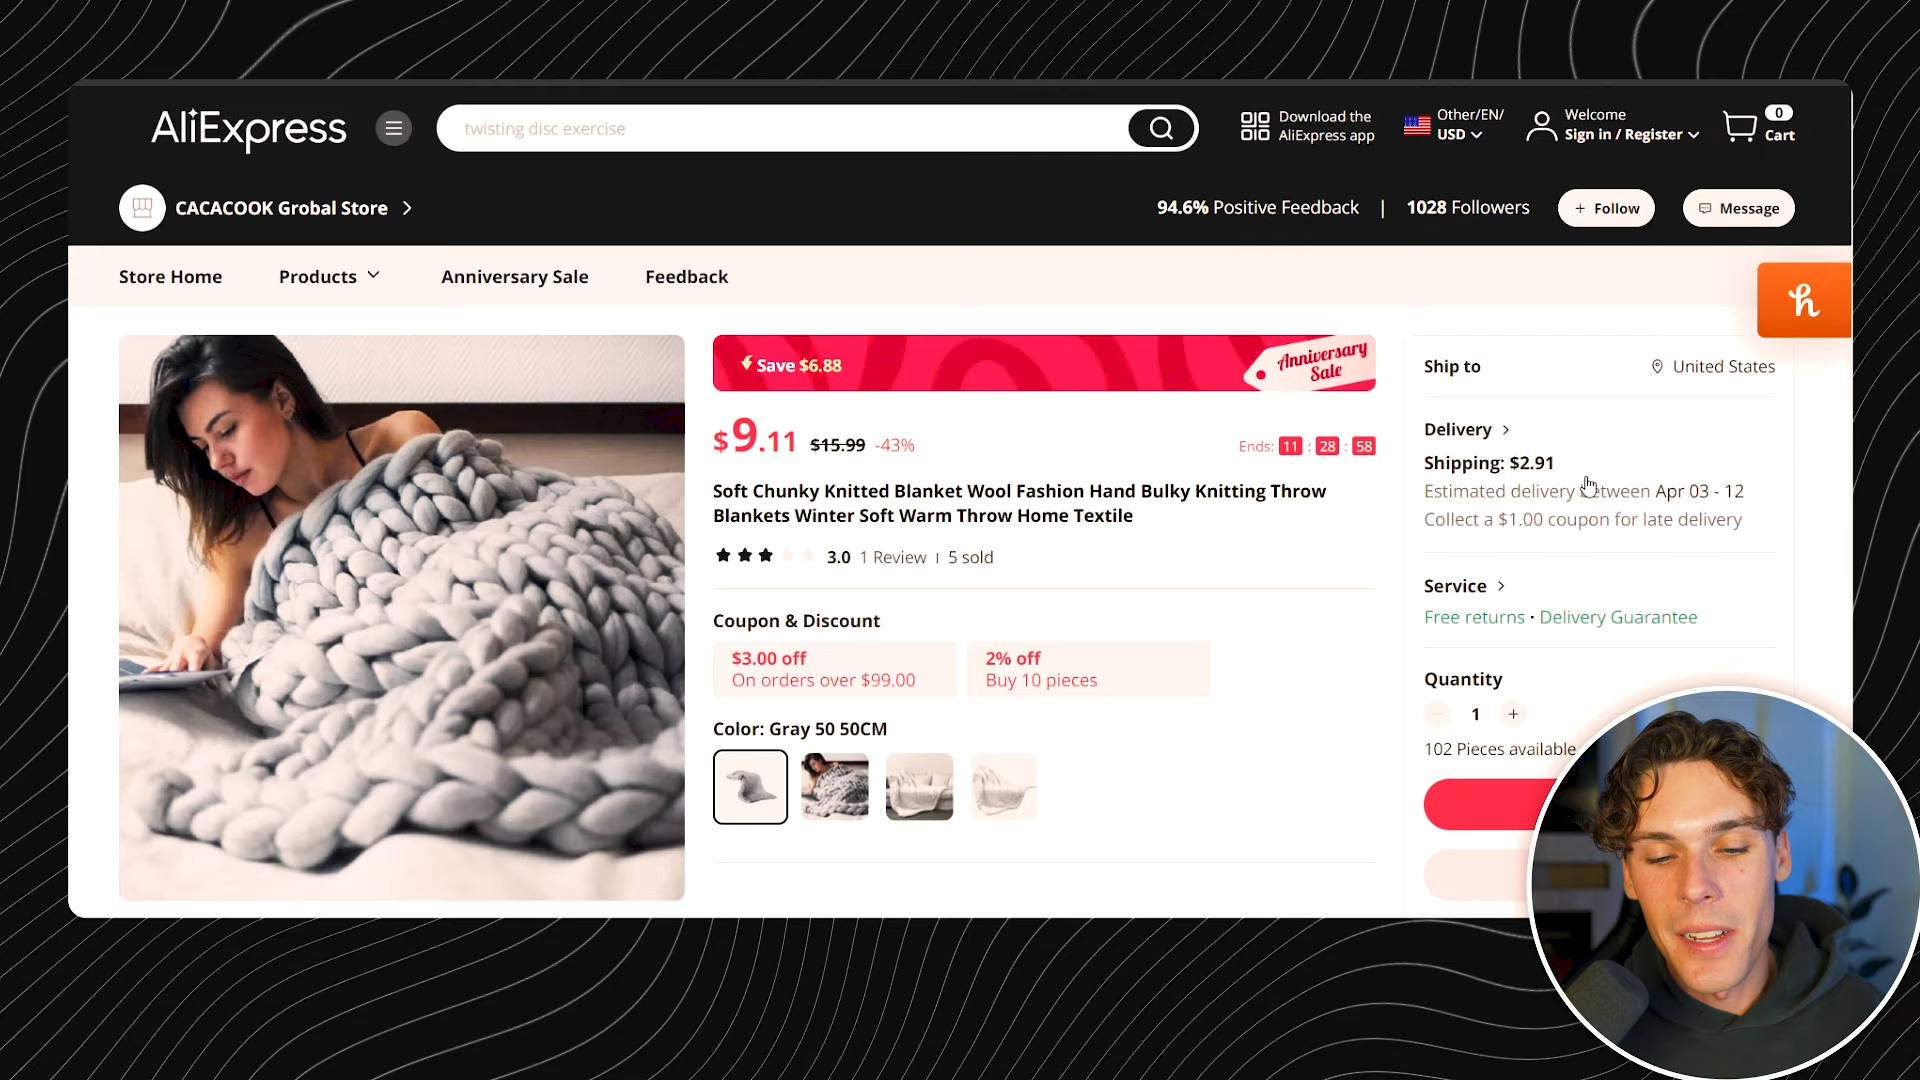 AliExpress
twisting disc exercise
Download the
AliExpress app
Other/EN/
USD
Welcome
Sign in / Register
0
Cart
CACACOOK Grobal Store
94.6% Positive Feedback | 1028 Followers
+ Follow
Message
Store Home
Products
Anniversary Sale
Feedback
h
Save $6.88
Anniversary
Sale
$9.11 $15.99 -43%
Ends: 11 : 28 : 58
Soft Chunky Knitted Blanket Wool Fashion Hand Bulky Knitting Throw
Blankets Winter Soft Warm Throw Home Textile
3.0 1 Review | 5 sold
Coupon & Discount
$3.00 off
On orders over $99.00
2% off
Buy 10 pieces
Color: Gray 50 50CM
Ship to
United States
Delivery
Shipping: $2.91
Estimated delivery between Apr 03 - 12
Collect a $1.00 coupon for late delivery
Service
Free returns · Delivery Guarantee
Quantity
1 +
102 Pieces available